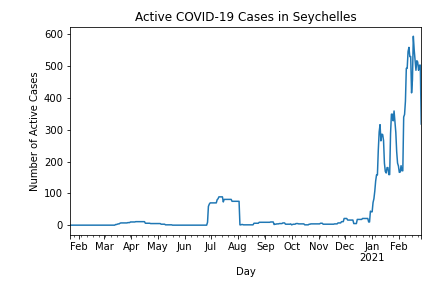 Active COVID-19 Cases in Seychelles
Number of Active Cases
600
500
400
300
200
100
0
Feb Mar Apr May Jun Jul Aug Sep Oct Nov Dec Jan Feb
2021
Day